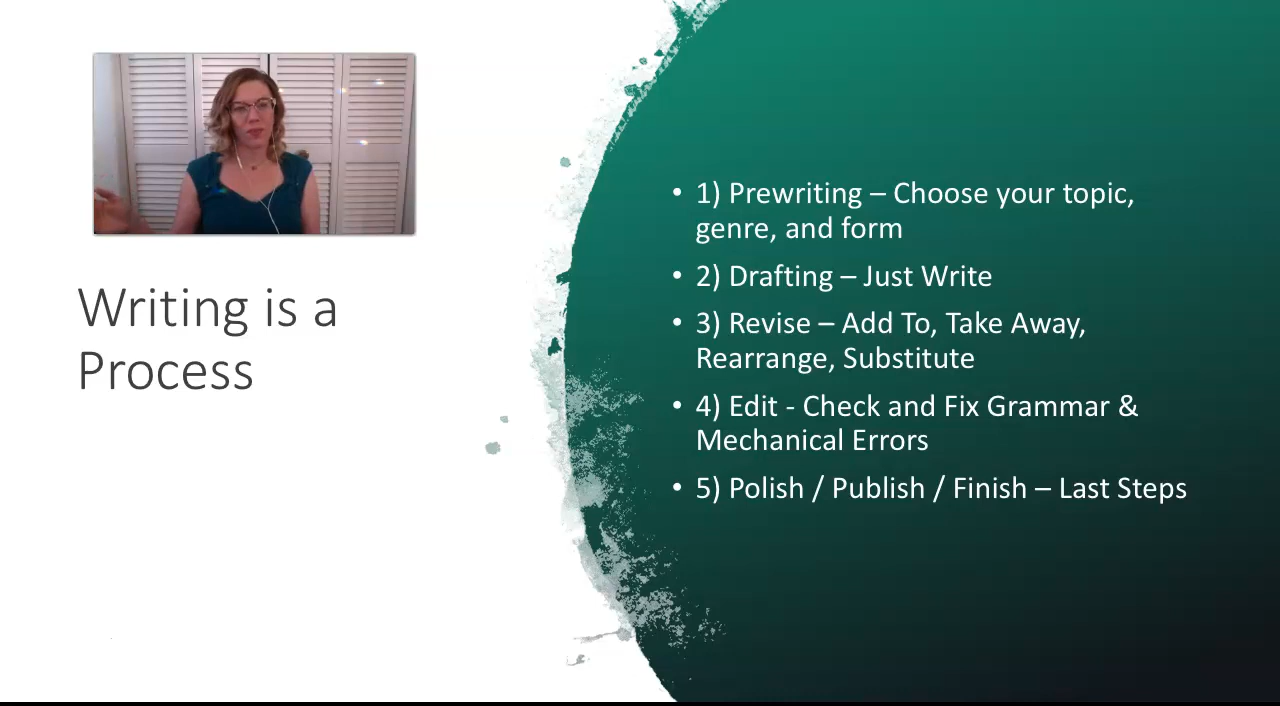 Writing is a
Process
• 1) Prewriting – Choose your topic,
genre, and form
• 2) Drafting – Just Write
• 3) Revise – Add To, Take Away,
Rearrange, Substitute
• 4) Edit - Check and Fix Grammar &
Mechanical Errors
• 5) Polish / Publish / Finish – Last Steps